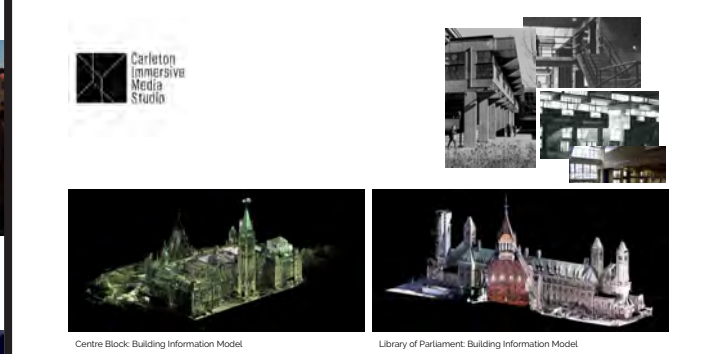 Carleton
Immersive
Media
Studio
Centre Block: Building Information Model
Library of Parliament: Building Information Model